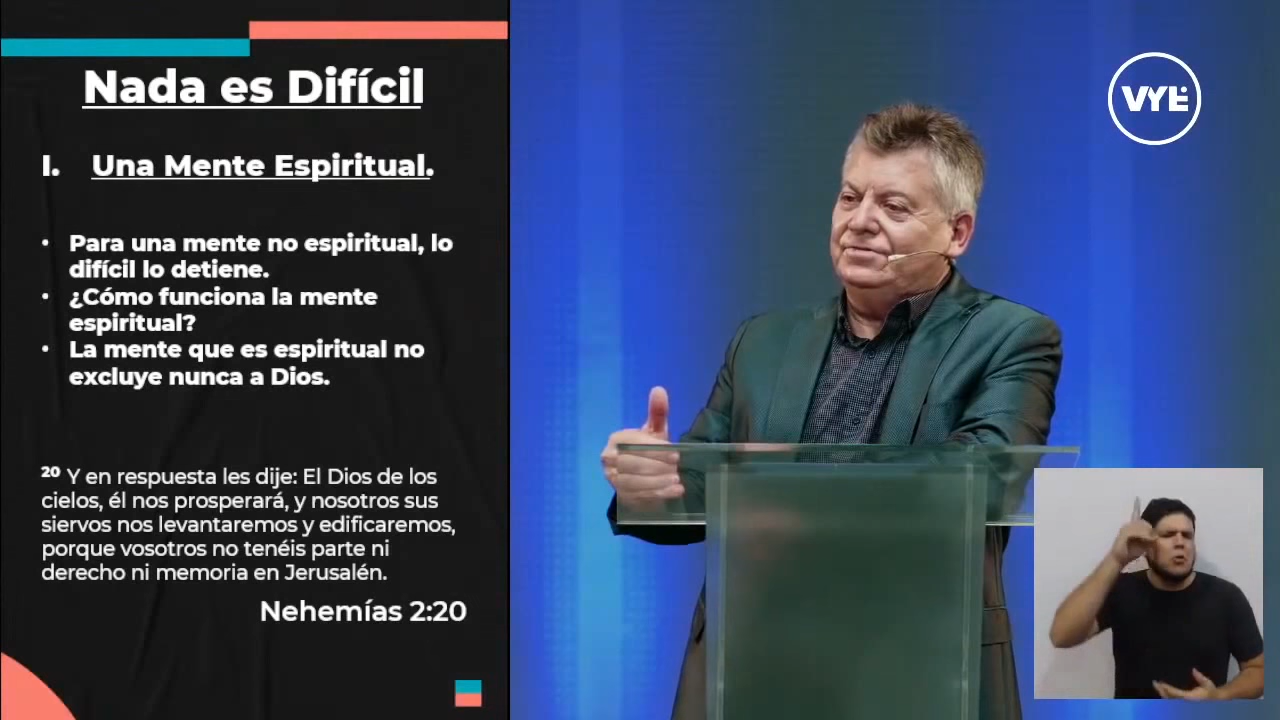 Nada es Difícil
I. Una Mente Espiritual.
• Para una mente no espiritual, lo
difícil lo detiene.
• ¿Cómo funciona la mente
espiritual?
• La mente que es espiritual no
excluye nunca a Dios.
20 Y en respuesta les dije: El Dios de los
cielos, él nos prosperará, y nosotros sus
siervos nos levantaremos y edificaremos,
porque vosotros no tenéis parte ni
derecho ni memoria en Jerusalén.
Nehemías 2:20
VYE